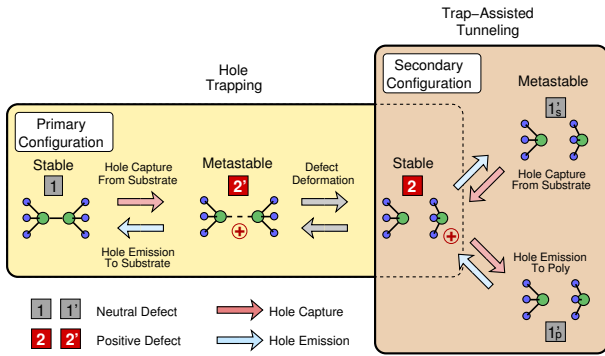 Trap-Assisted
Tunneling
Hole
Trapping
Secondary
Configuration
Metastable
1's
Primary
Configuration
Stable
1
Hole Capture
From Substrate
Metastable
2'
Defect
Deformation
Stable
2
Hole Capture
From Substrate
Hole Emission
To Substrate
Hole Emission
To Poly
1'p
1 1' Neutral Defect
Hole Capture
2 2' Positive Defect
Hole Emission